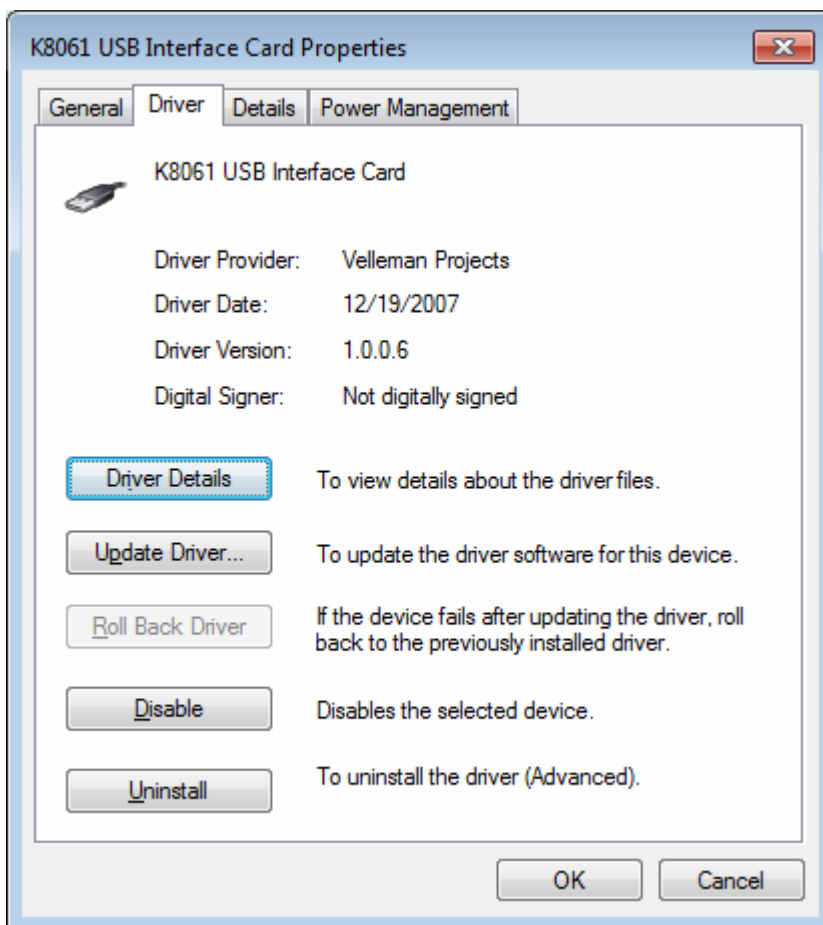 K8061 USB Interface Card Properties
General Driver Details Power Management
K8061 USB Interface Card
Driver Provider: Velleman Projects
Driver Date: 12/19/2007
Driver Version: 1.0.0.6
Digital Signer: Not digitally signed
Driver Details To view details about the driver files.
Update Driver... To update the driver software for this device.
Roll Back Driver If the device fails after updating the driver, roll
back to the previously installed driver.
Disable Disables the selected device.
Uninstall To uninstall the driver (Advanced).
OK Cancel